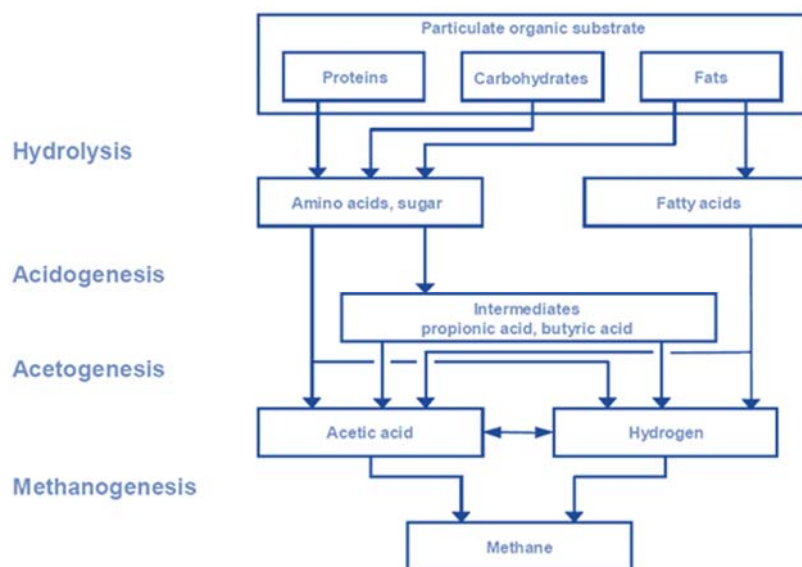 Particulate organic substrate
Proteins
Carbohydrates
Fats
Hydrolysis
Amino acids, sugar
Fatty acids
Acidogenesis
Intermediates
propionic acid, butyric acid
Acetogenesis
Acetic acid
Hydrogen
Methanogenesis
Methane